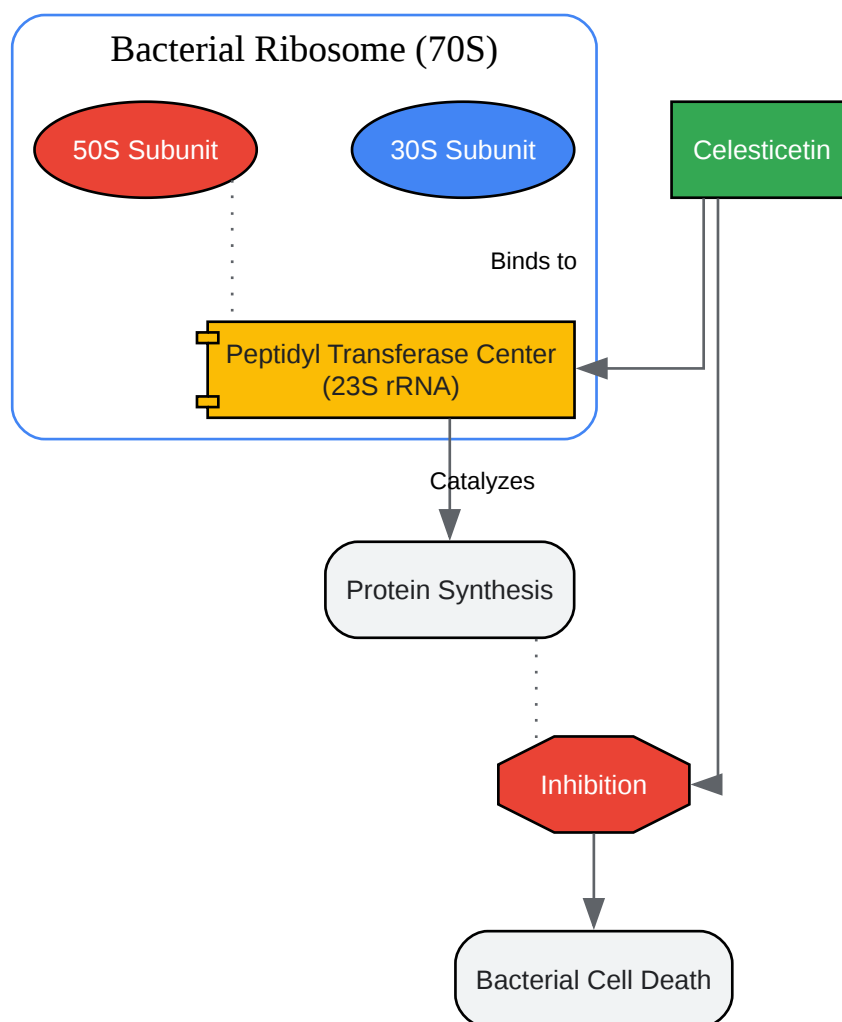 Bacterial Ribosome (70S)
50S Subunit
30S Subunit
Celesticetin
Binds to
Peptidyl Transferase Center
(23S rRNA)
Catalyzes
Protein Synthesis
Inhibition
Bacterial Cell Death